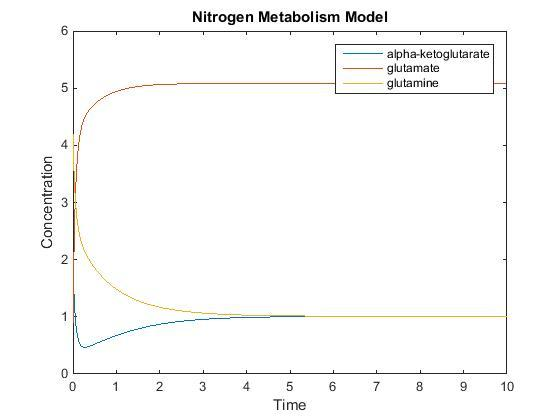 Nitrogen Metabolism Model
6
alpha-ketoglutarate
glutamate
glutamine
5
4
3
2
1
0
Concentration
0 1 2 3 4 5 6 7 8 9 10
Time